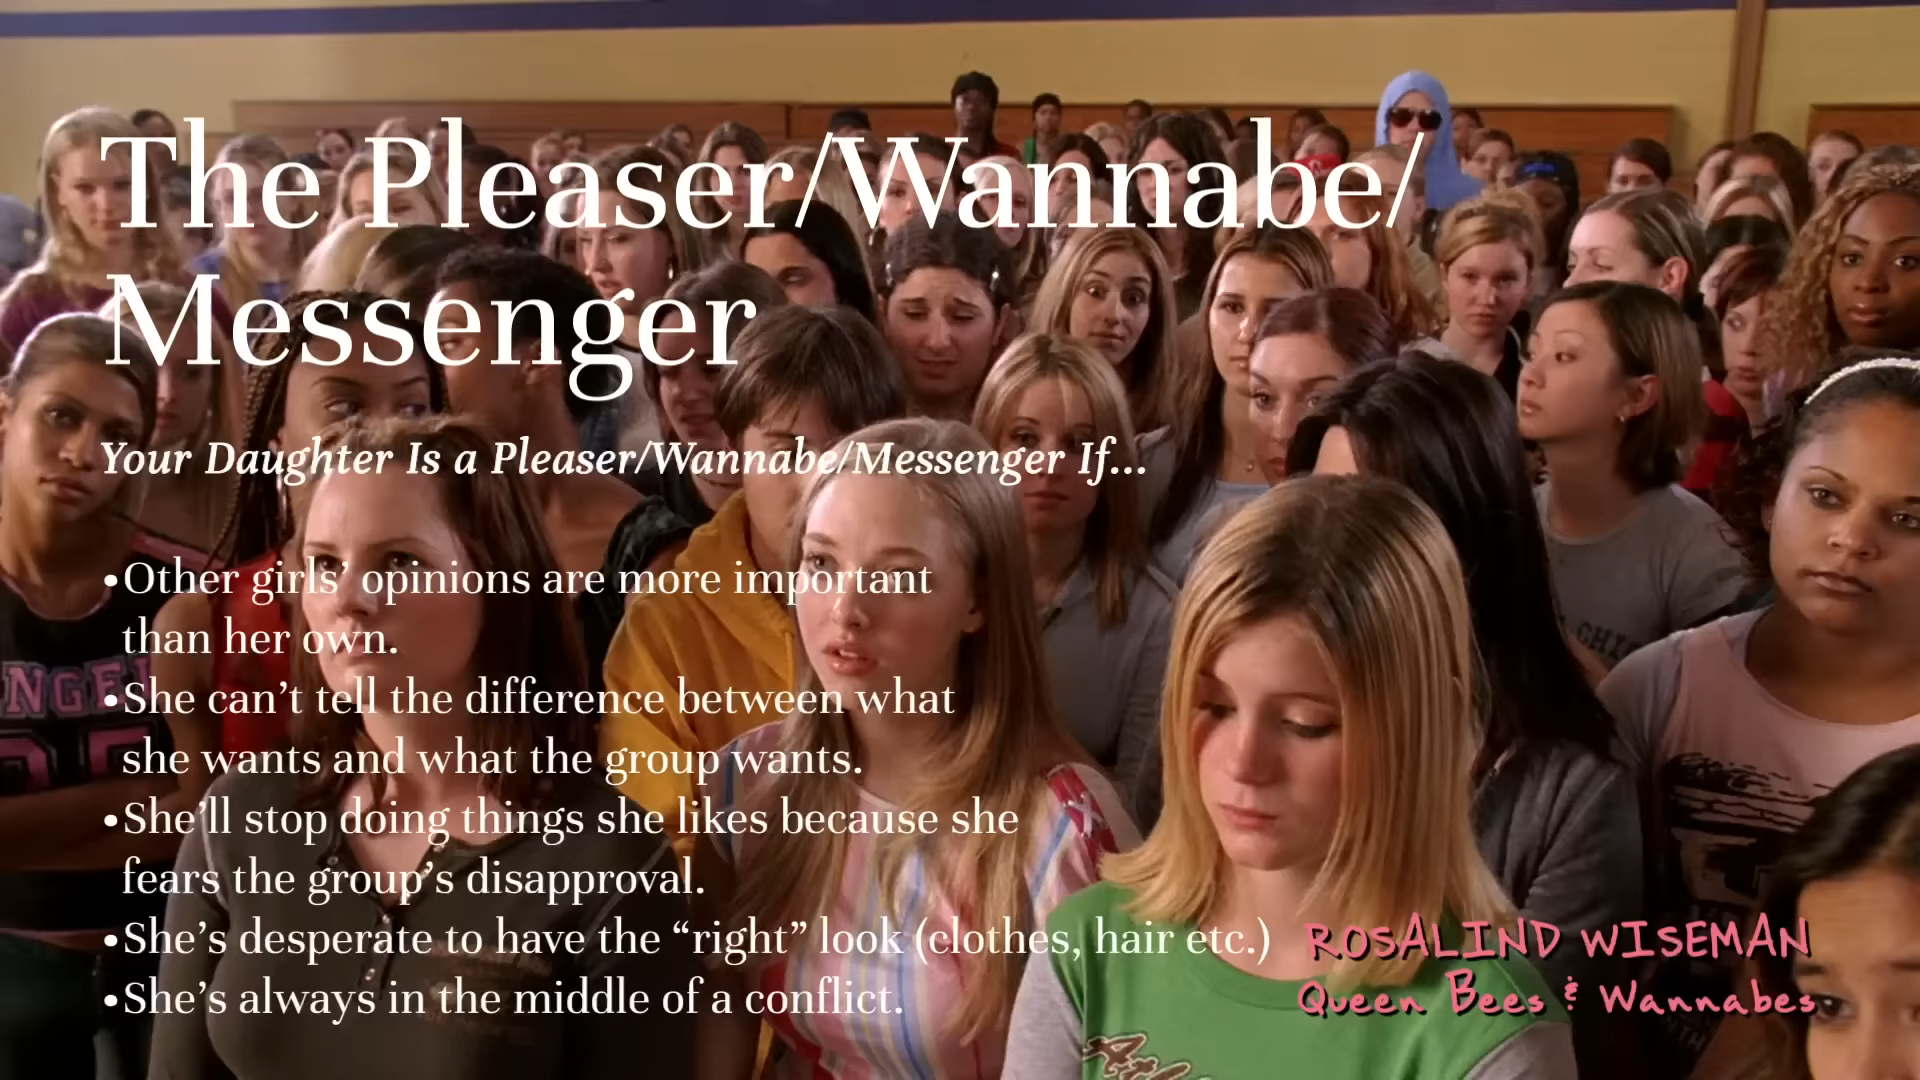 The Pleaser/Wannabe/
Messenger
Your Daughter Is a Pleaser/Wannabe/Messenger If...
•Other girls’ opinions are more important
than her own.
•She can’t tell the difference between what
she wants and what the group wants.
•She’ll stop doing things she likes because she
fears the group’s disapproval.
•She’s desperate to have the “right” look (clothes, hair etc.)
•She’s always in the middle of a conflict.
ROSALIND WISEMAN
Queen Bees & Wannabes